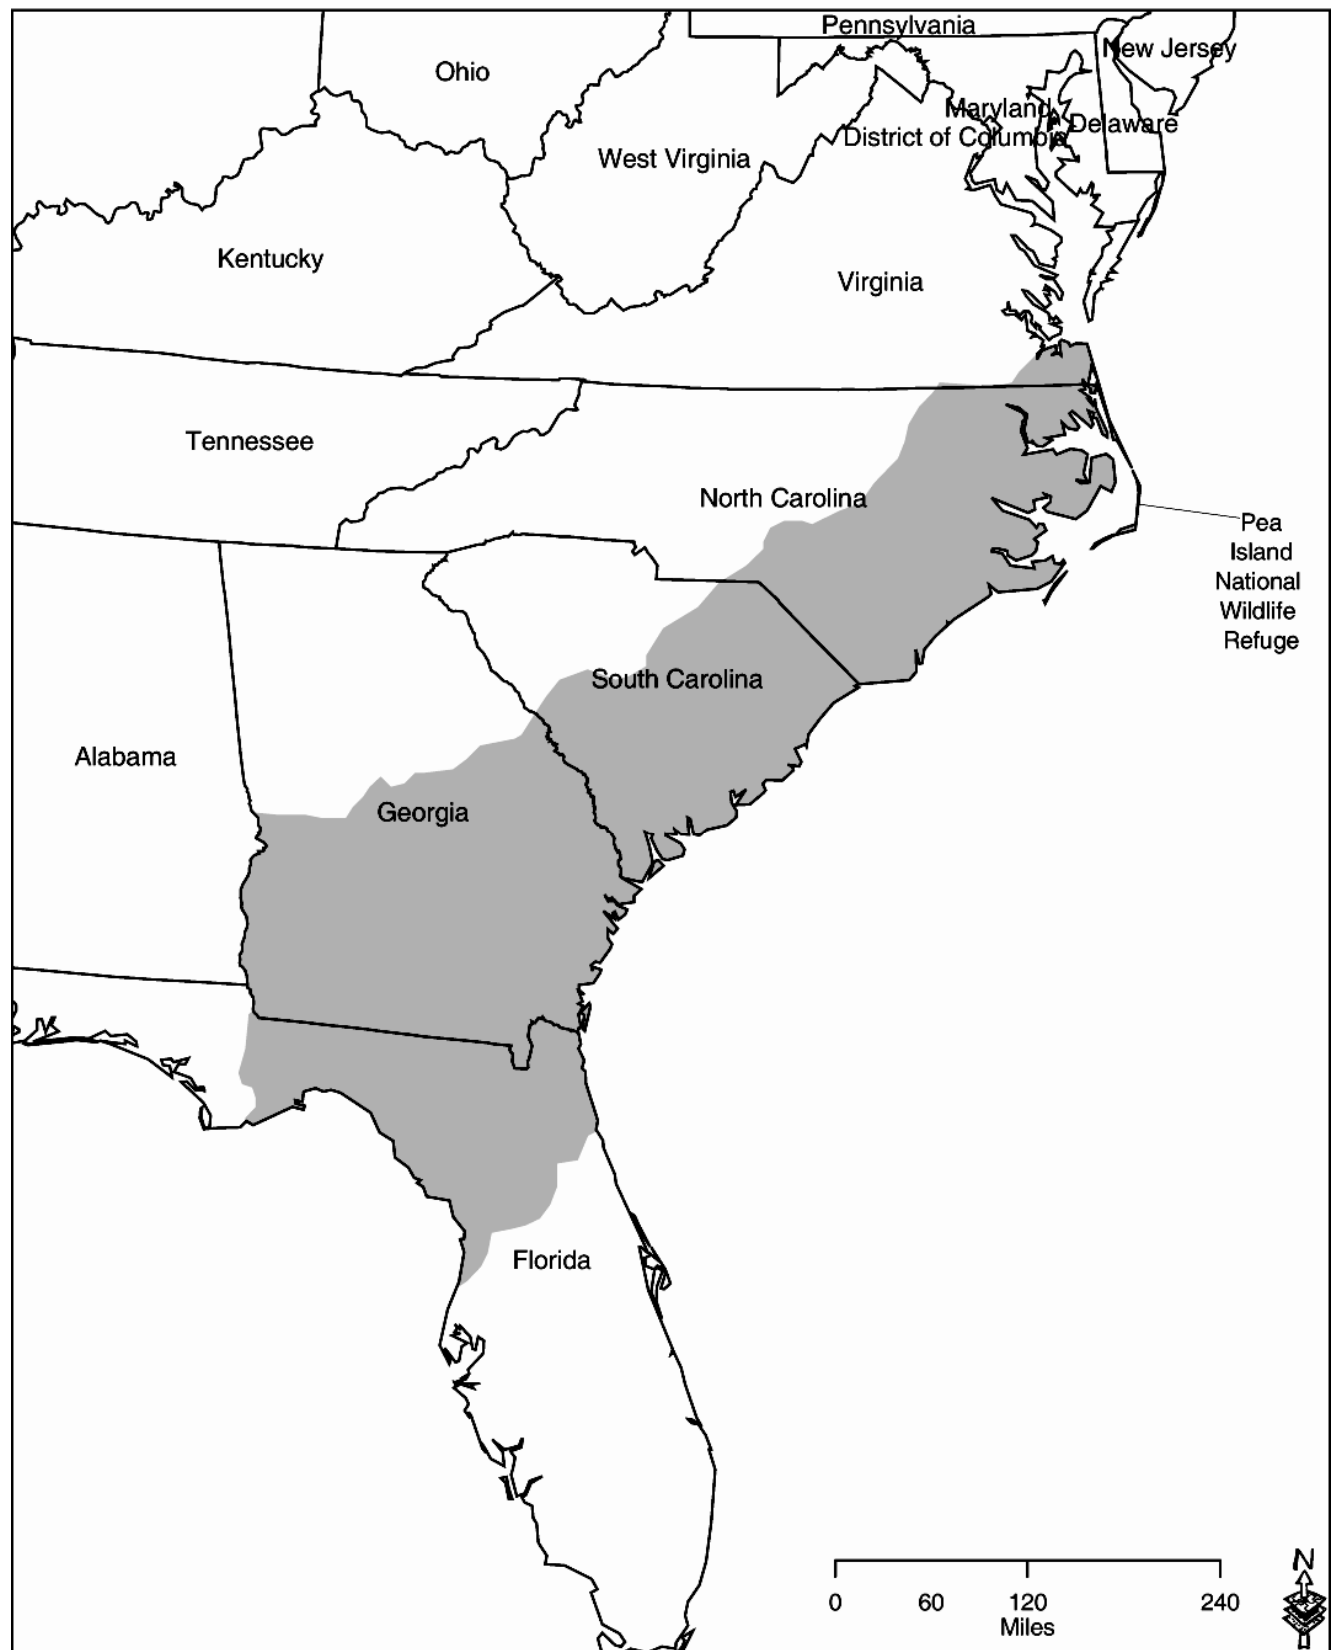 Pennsylvania
New Jersey
Ohio
Maryland
Delaware
District of Columbia
West Virginia
Kentucky
Virginia
Tennessee
North Carolina
Pea
Island
National
Wildlife
Refuge
South Carolina
Alabama
Georgia
Florida
N
0 60 120 240
Miles